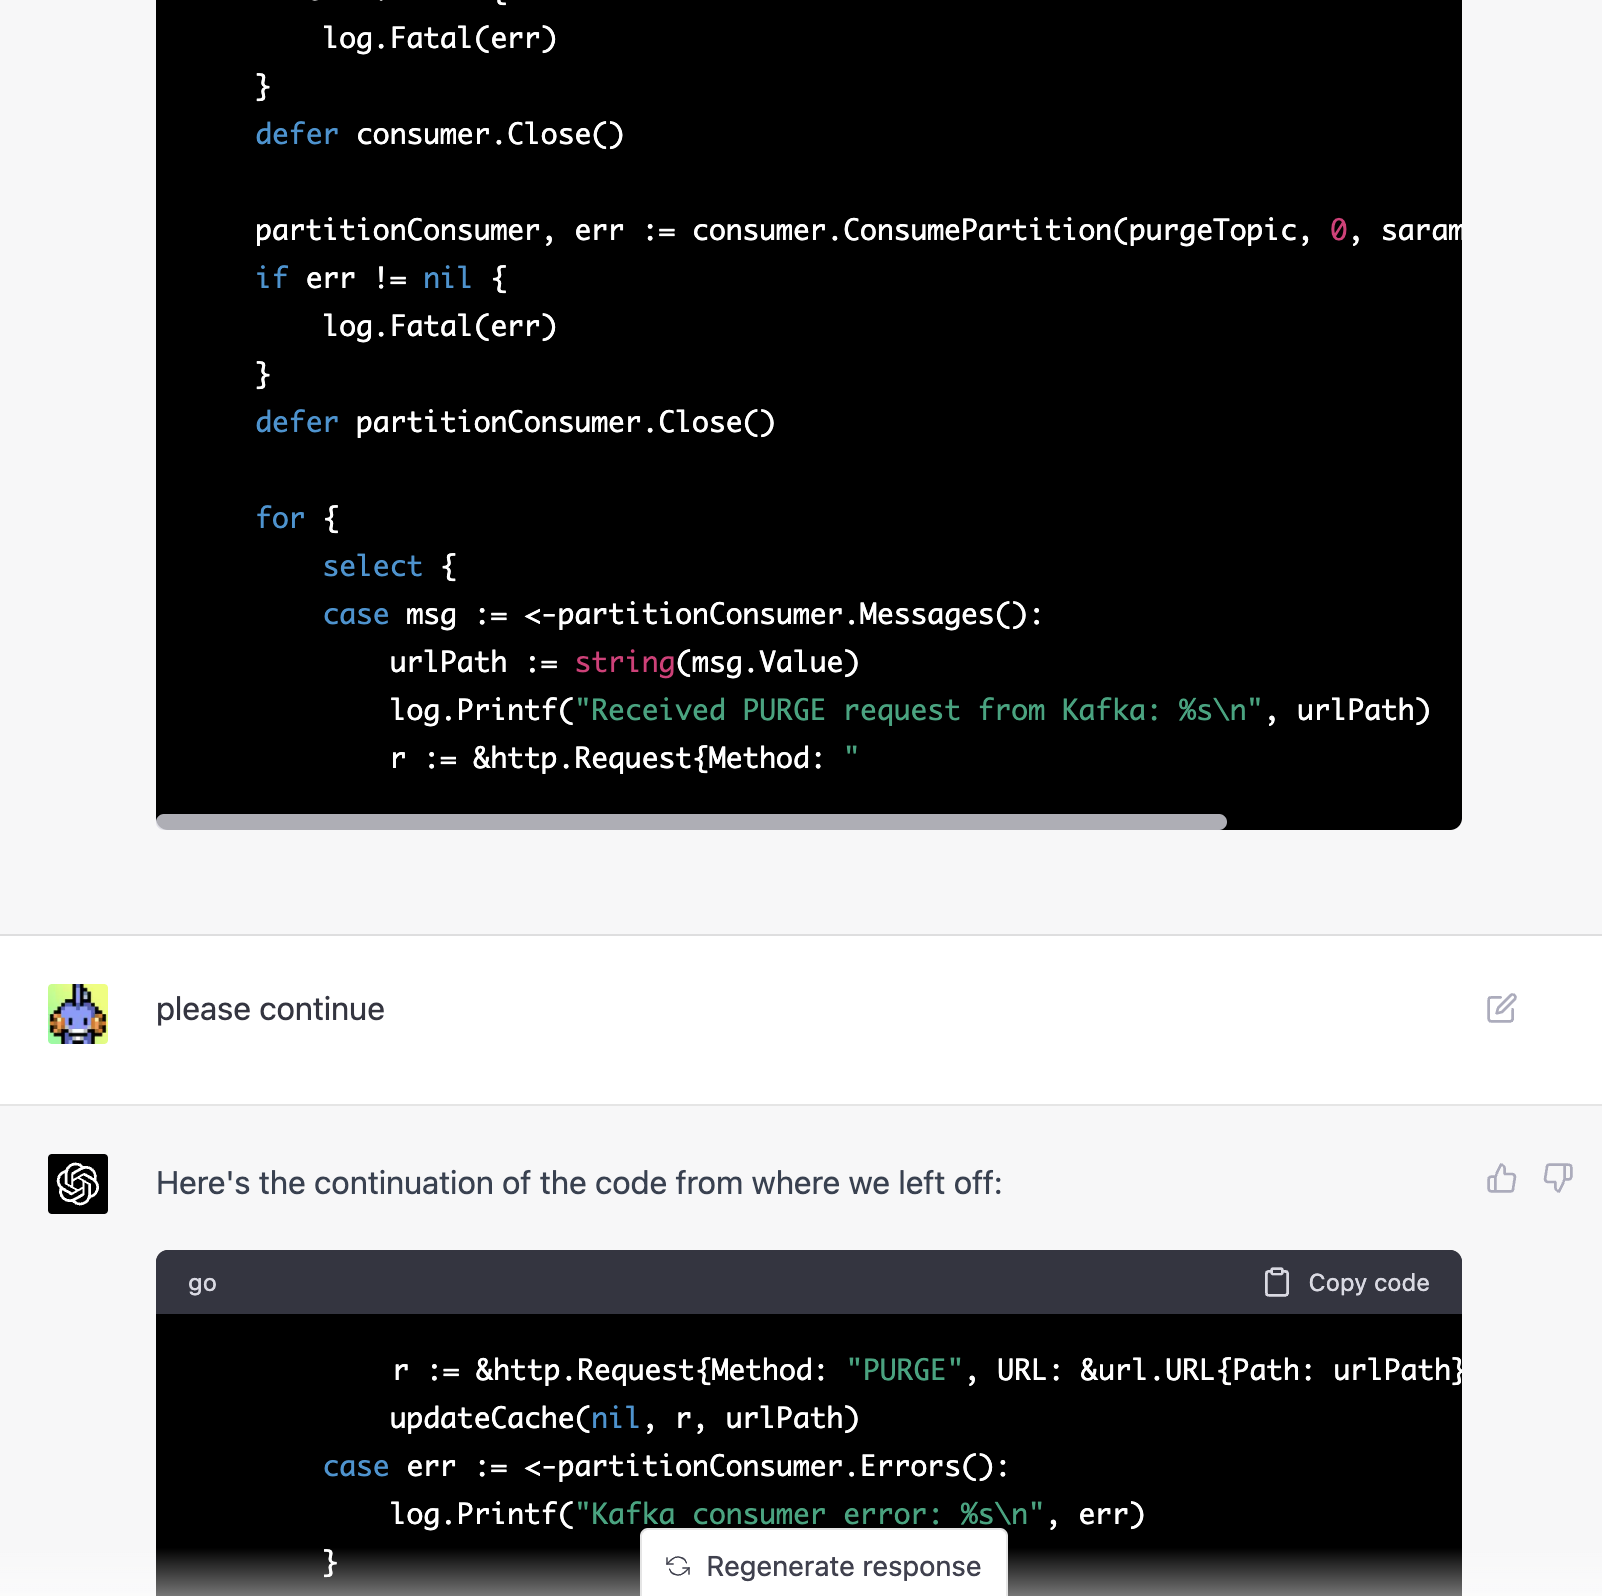 log.Fatal(err)
}
defer consumer.Close()
partitionConsumer, err := consumer.ConsumePartition(purgeTopic, 0, saram
if err != nil {
log.Fatal(err)
}
defer partitionConsumer.Close()
for {
select {
case msg := <-partitionConsumer.Messages():
urlPath := string(msg.Value)
log.Printf("Received PURGE request from Kafka: %s\n", urlPath)
r := &http.Request{Method: "
please continue
Here's the continuation of the code from where we left off:
go
Copy code
r := &http.Request{Method: "PURGE", URL: &url.URL{Path: urlPath}
updateCache(nil, r, urlPath)
case err := <-partitionConsumer.Errors():
log.Printf("Kafka consumer error: %s\n", err)
}
Regenerate response